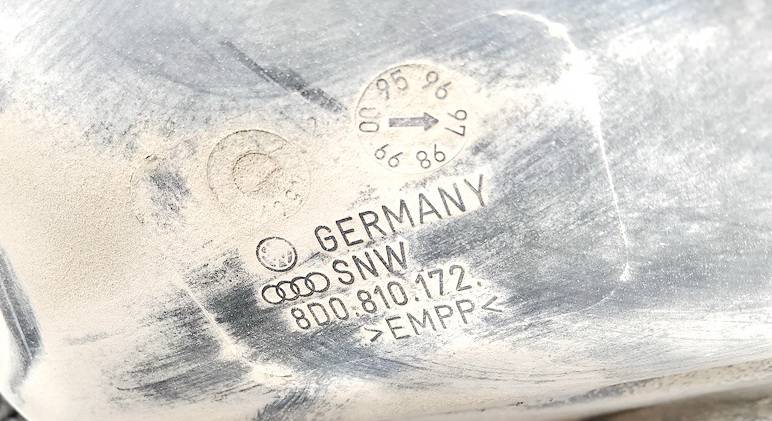 95 96 97 98 99 00
GERMANY
SNW
8D0.810.172.
>EMPP<